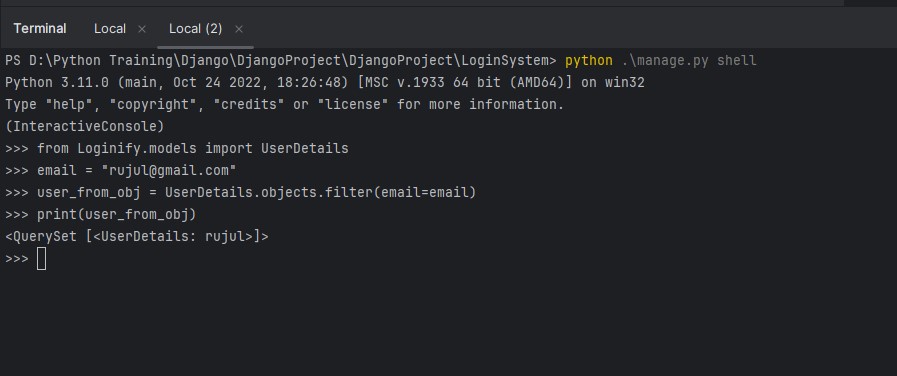 Terminal Local × Local (2) ×
PS D:\Python Training\Django\DjangoProject\DjangoProject\LoginSystem> python .\manage.py shell
Python 3.11.0 (main, Oct 24 2022, 18:26:48) [MSC v.1933 64 bit (AMD64)] on win32
Type "help", "copyright", "credits" or "license" for more information.
(InteractiveConsole)
>>> from Loginify.models import UserDetails
>>> email = "rujul@gmail.com"
>>> user_from_obj = UserDetails.objects.filter(email=email)
>>> print(user_from_obj)
<QuerySet [<UserDetails: rujul>]>
>>>